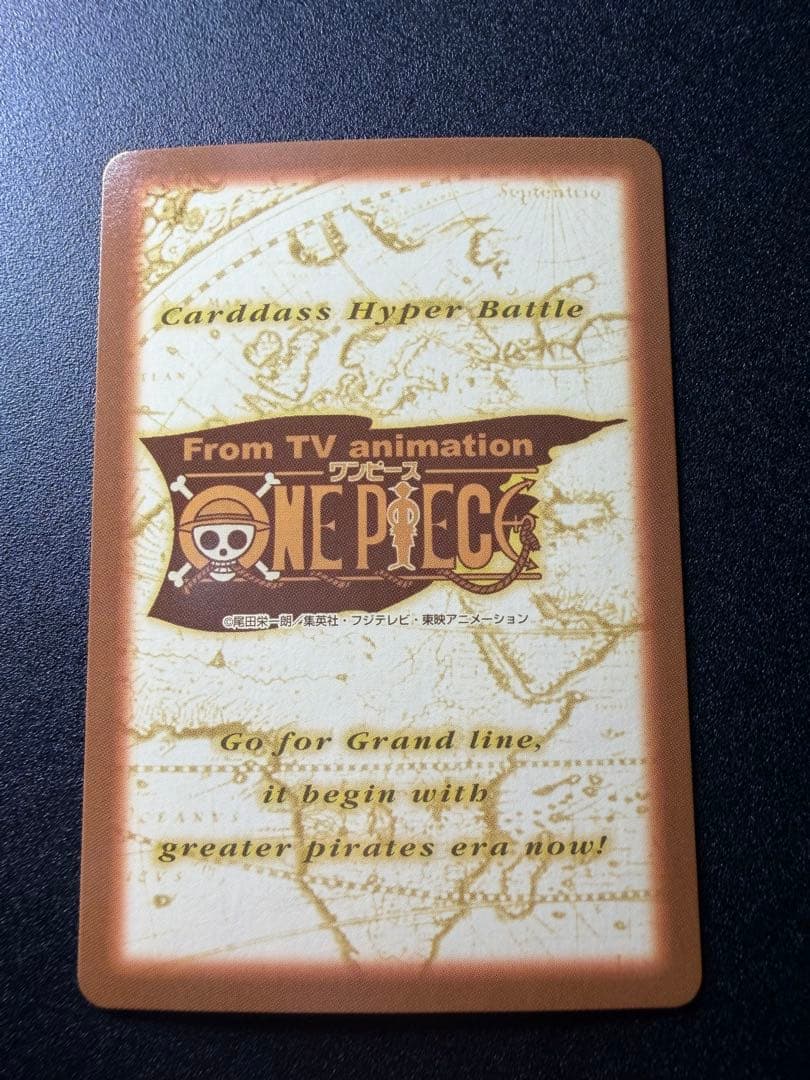 Septentrio
Carddass Hyper Battle
From TV animation
ワンピース
ONE PIECE
©尾田栄一朗／集英社・フジテレビ・東映アニメーション
Go for Grand line,
it begin with
greater pirates era now!